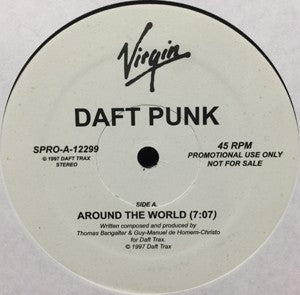 Virgin
DAFT PUNK
SPRO-A-12299
© 1997 DAFT TRAX
STEREO
45 RPM
PROMOTIONAL USE ONLY
NOT FOR SALE
SIDE A.
AROUND THE WORLD (7:07)
Written composed and produced by
Thomas Bangalter & Guy-Manuel de Homem-Christo
for Daft Trax.
© 1997 Daft Trax